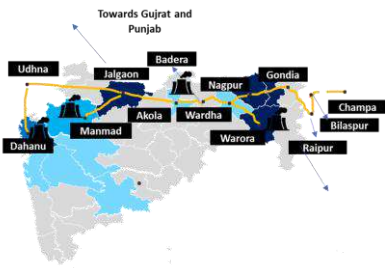 Towards Gujrat and
Punjab
Badera
Udhna
Jalgaon
Nagpur
Gondia
Champa
Manmad
Akola
Wardha
Bilaspur
Dahanu
Warora
Raipur